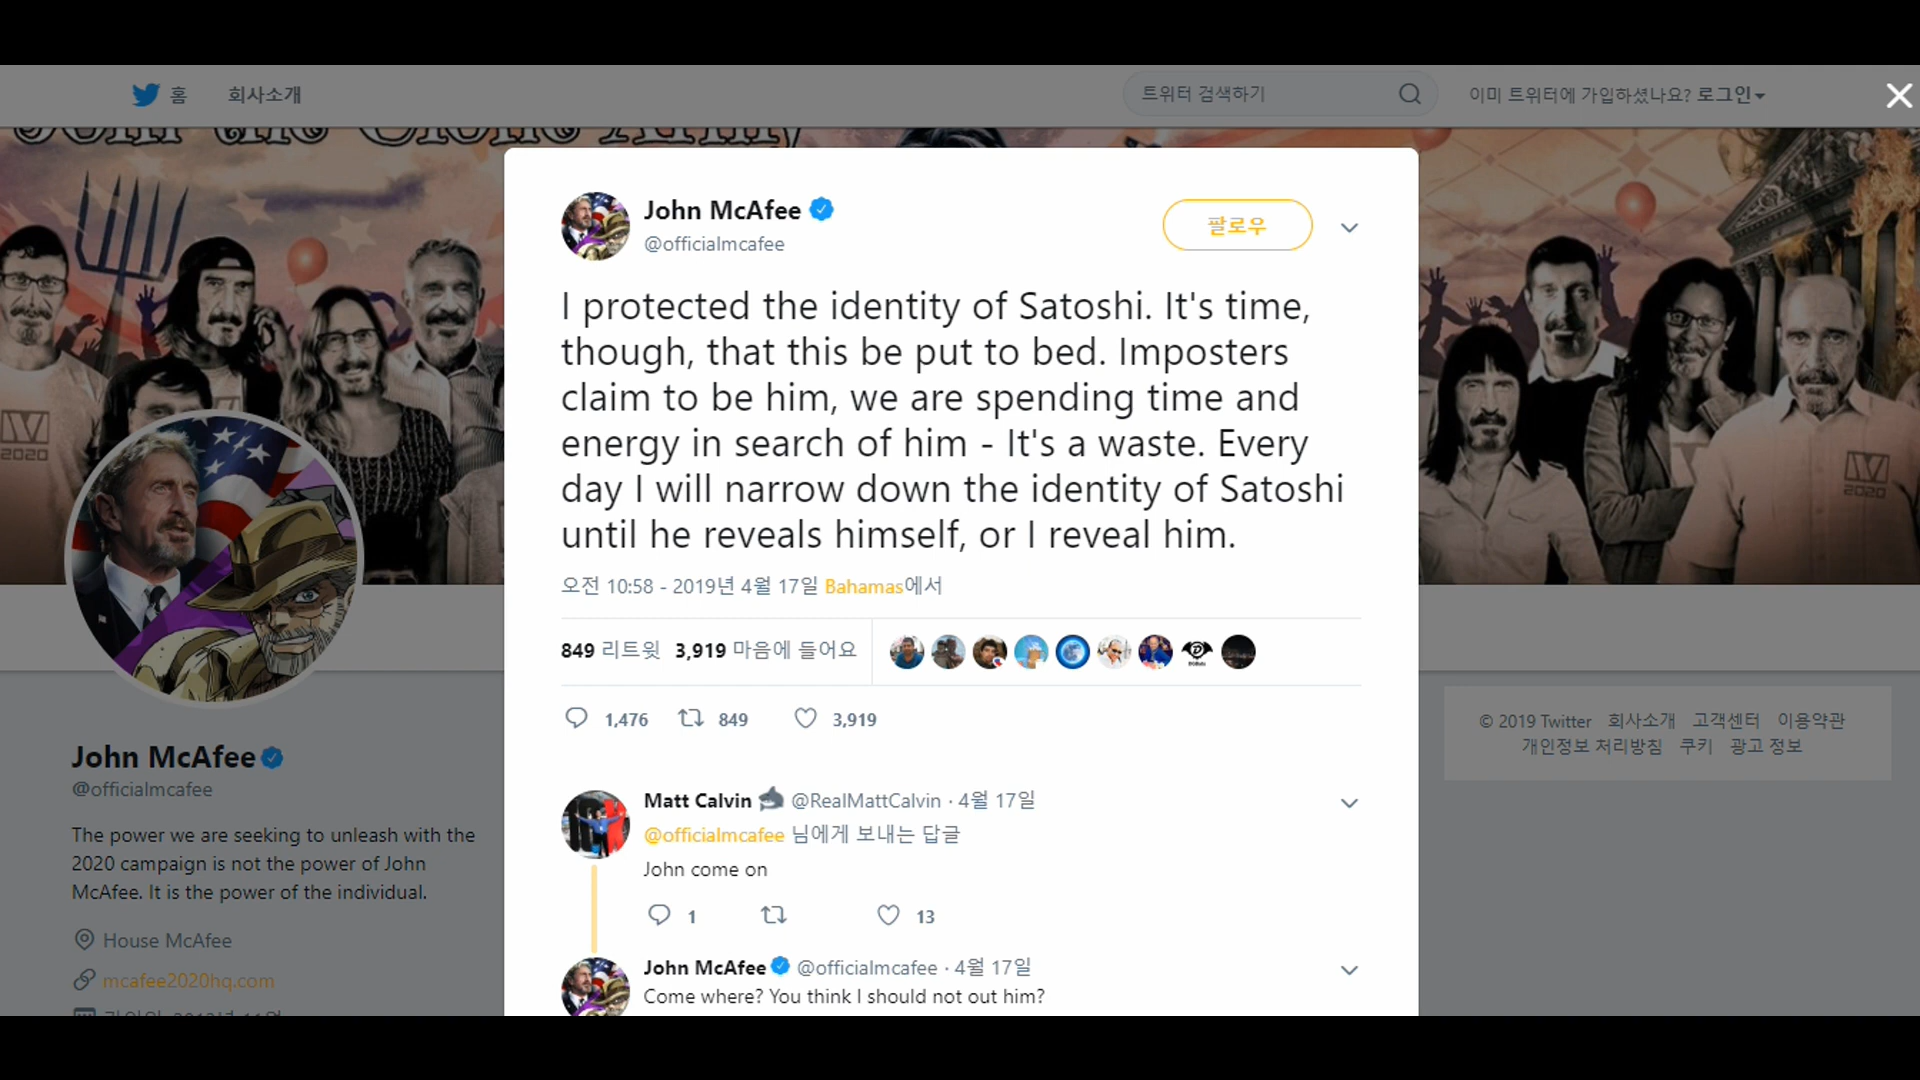 홈 회사소개 트위터 검색하기 이미 트위터에 가입하셨나요? 로그인
Join the Clone Army
John McAfee
@officialmcafee
팔로우
I protected the identity of Satoshi. It's time,
though, that this be put to bed. Imposters
claim to be him, we are spending time and
energy in search of him - It's a waste. Every
day I will narrow down the identity of Satoshi
until he reveals himself, or I reveal him.
오전 10:58 - 2019년 4월 17일 Bahamas에서
849 리트윗 3,919 마음에 들어요
1,476 849 3,919
Matt Calvin @RealMattCalvin · 4월 17일
@officialmcafee 님에게 보내는 답글
John come on
1 13
John McAfee @officialmcafee · 4월 17일
Come where? You think I should not out him?
2020
John McAfee
@officialmcafee
The power we are seeking to unleash with the
2020 campaign is not the power of John
McAfee. It is the power of the individual.
House McAfee
mcafee2020hq.com
2020
© 2019 Twitter 회사소개 고객센터 이용약관
개인정보 처리방침 쿠키 광고 정보